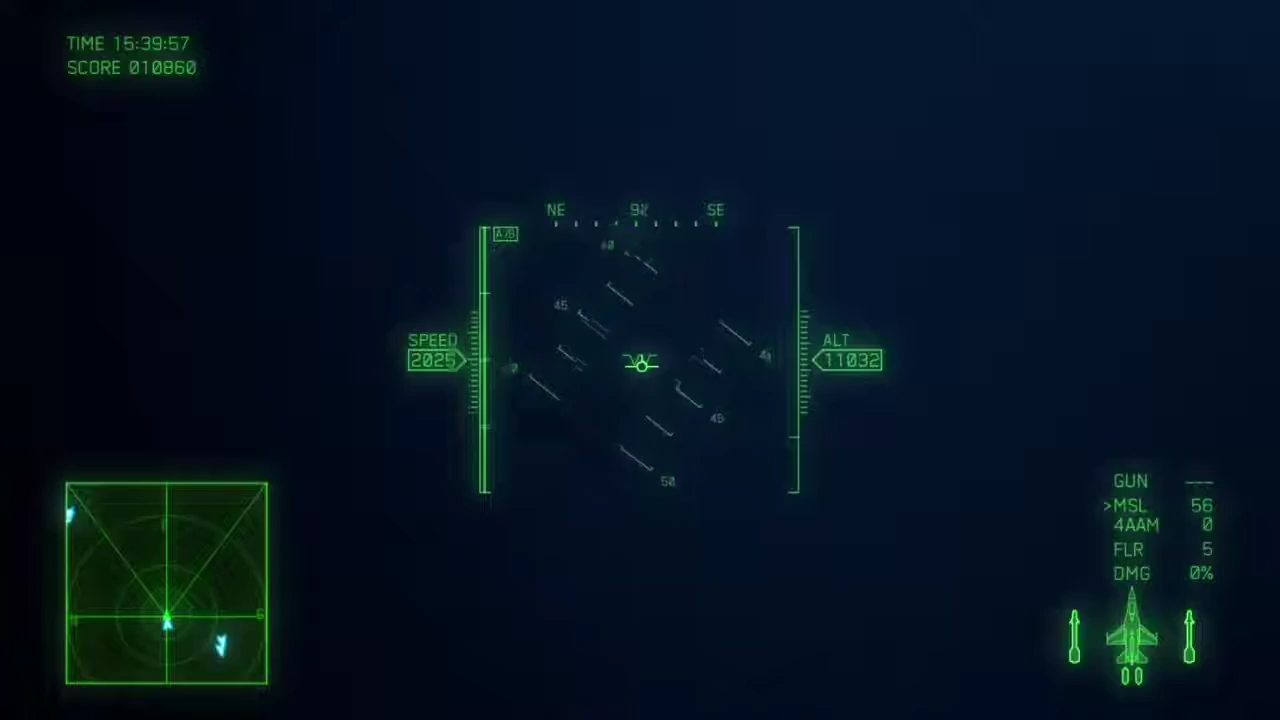 TIME 15:39:57
SCORE 010860
NE SE
A/B
40
45
SPEED
2025
ALT
11032
45
50
GUN ---
>MSL 56
4AAM 0
FLR 5
DMG 0%